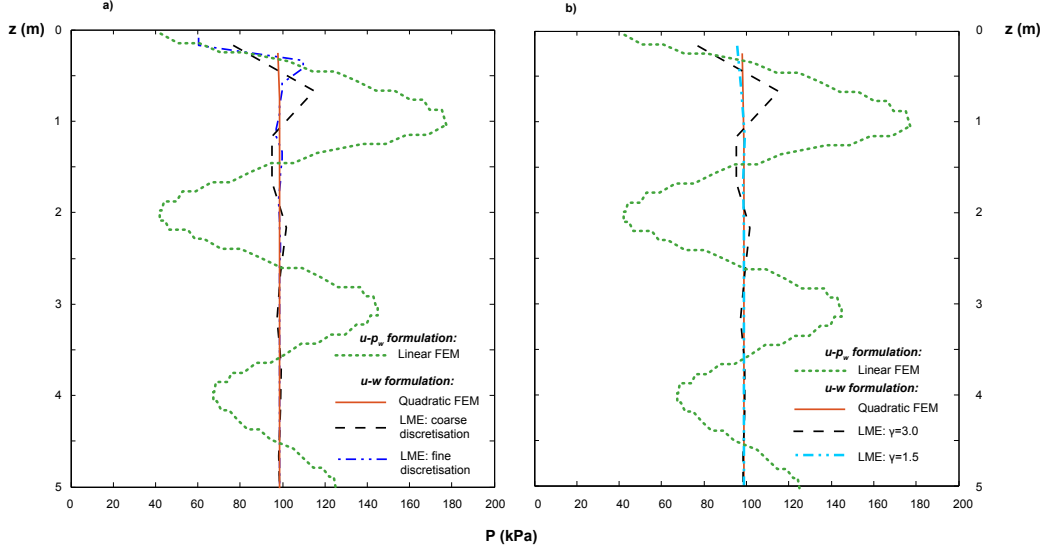 a)
b)
z (m)
z (m)
0
1
2
3
4
5
0
1
2
3
4
5
u-pw formulation:
Linear FEM
u-w formulation:
Quadratic FEM
LME: coarse
discretisation
LME: fine
discretisation
u-pw formulation:
Linear FEM
u-w formulation:
Quadratic FEM
LME: γ=3.0
LME: γ=1.5
0 20 40 60 80 100 120 140 160 180 200
0 20 40 60 80 100 120 140 160 180 200
P (kPa)